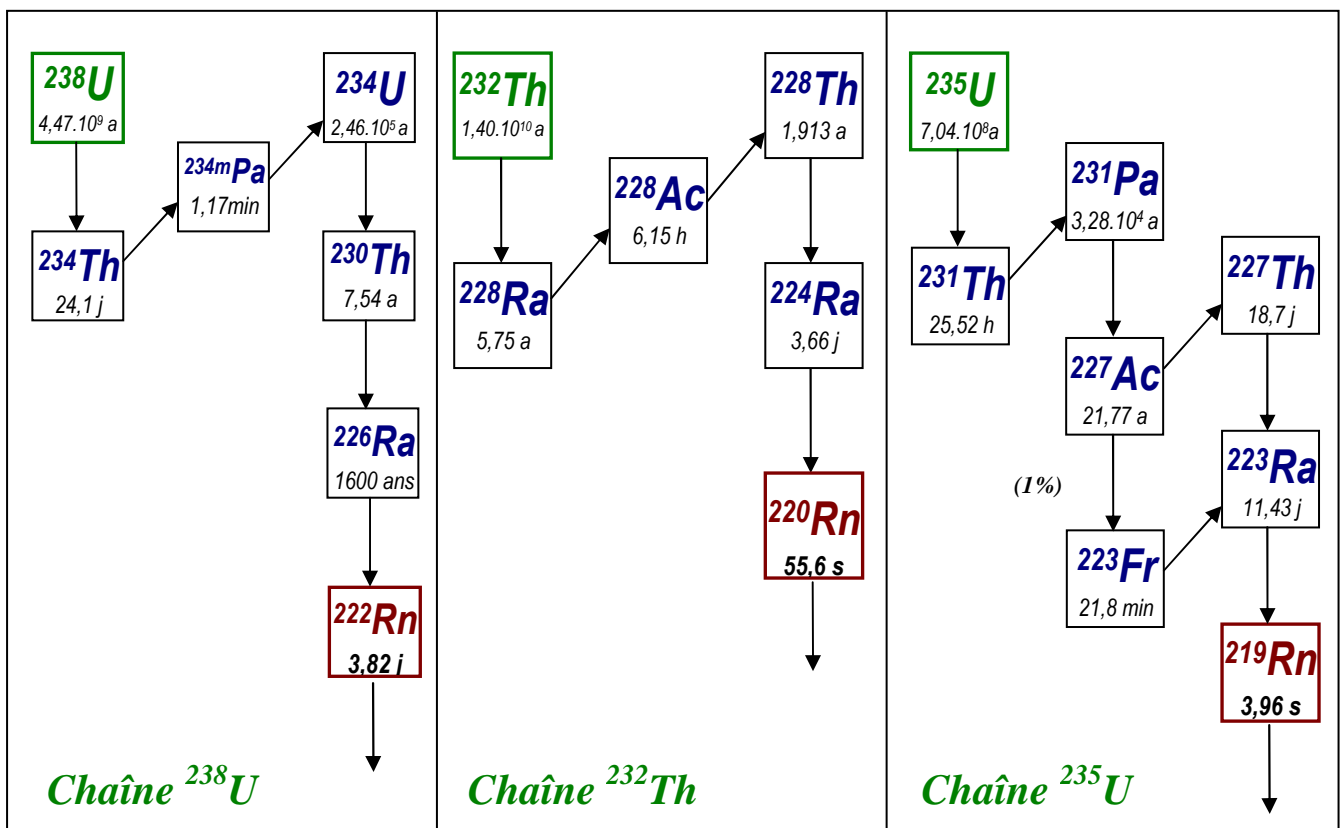 ²³⁸U
4,47.10⁹ a
²³⁴Th
24,1 j
²³⁴ᵐPa
1,17min
²³⁴U
2,46.10⁵ a
²³⁰Th
7,54 a
²²⁶Ra
1600 ans
²²²Rn
3,82 j
Chaîne ²³⁸U
²³²Th
1,40.10¹⁰ a
²²⁸Ra
5,75 a
²²⁸Ac
6,15 h
²²⁸Th
1,913 a
²²⁴Ra
3,66 j
²²⁰Rn
55,6 s
Chaîne ²³²Th
²³⁵U
7,04.10⁸a
²³¹Th
25,52 h
²³¹Pa
3,28.10⁴ a
²²⁷Ac
21,77 a
(1%)
²²³Fr
21,8 min
²²⁷Th
18,7 j
²²³Ra
11,43 j
²¹⁹Rn
3,96 s
Chaîne ²³⁵U